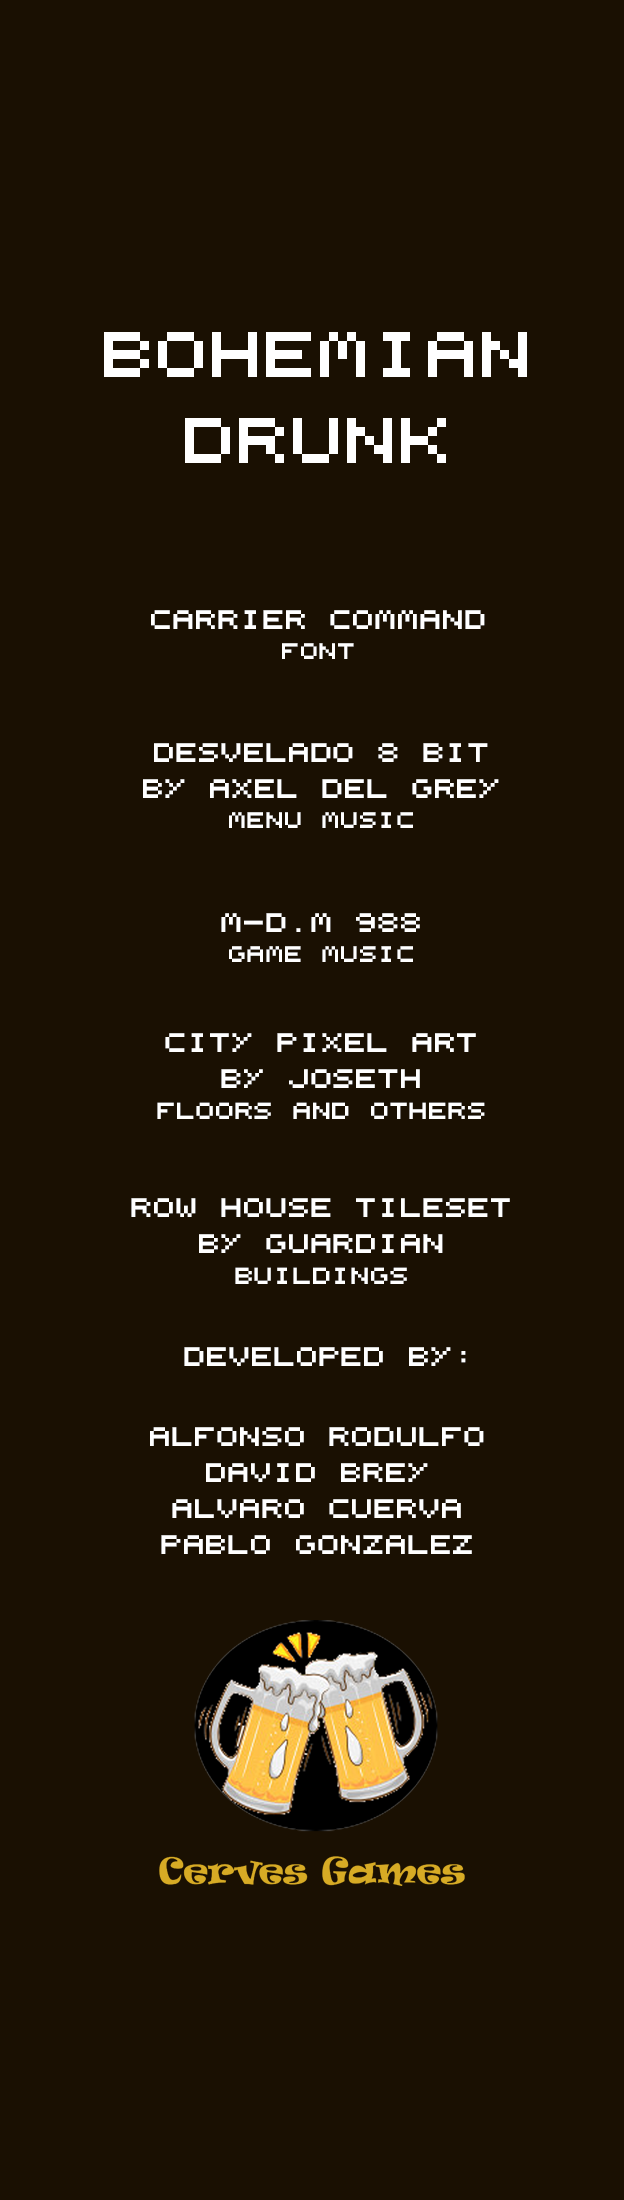 BOHEMIAN
DRUNK
CARRIER COMMAND
FONT
DESVELADO 8 BIT
BY AXEL DEL GREY
MENU MUSIC
M-D.M 988
GAME MUSIC
CITY PIXEL ART
BY JOSETH
FLOORS AND OTHERS
ROW HOUSE TILESET
BY GUARDIAN
BUILDINGS
DEVELOPED BY:
ALFONSO RODULFO
DAVID BREY
ALVARO CUERVA
PABLO GONZALEZ
Cerves Games